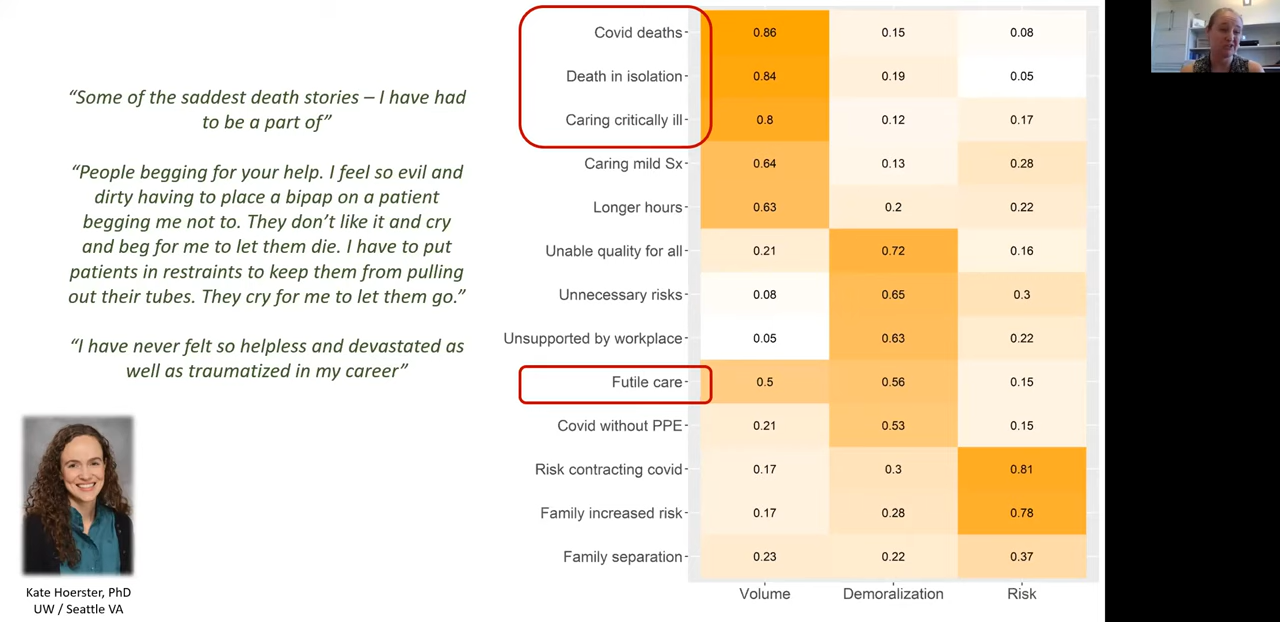 “Some of the saddest death stories – I have had
to be a part of”
“People begging for your help. I feel so evil and
dirty having to place a bipap on a patient
begging me not to. They don’t like it and cry
and beg for me to let them die. I have to put
patients in restraints to keep them from pulling
out their tubes. They cry for me to let them go.”
“I have never felt so helpless and devastated as
well as traumatized in my career”
Kate Hoerster, PhD
UW / Seattle VA
Covid deaths 0.86 0.15 0.08
Death in isolation 0.84 0.19 0.05
Caring critically ill 0.8 0.12 0.17
Caring mild Sx 0.64 0.13 0.28
Longer hours 0.63 0.2 0.22
Unable quality for all 0.21 0.72 0.16
Unnecessary risks 0.08 0.65 0.3
Unsupported by workplace 0.05 0.63 0.22
Futile care 0.5 0.56 0.15
Covid without PPE 0.21 0.53 0.15
Risk contracting covid 0.17 0.3 0.81
Family increased risk 0.17 0.28 0.78
Family separation 0.23 0.22 0.37
Volume Demoralization Risk